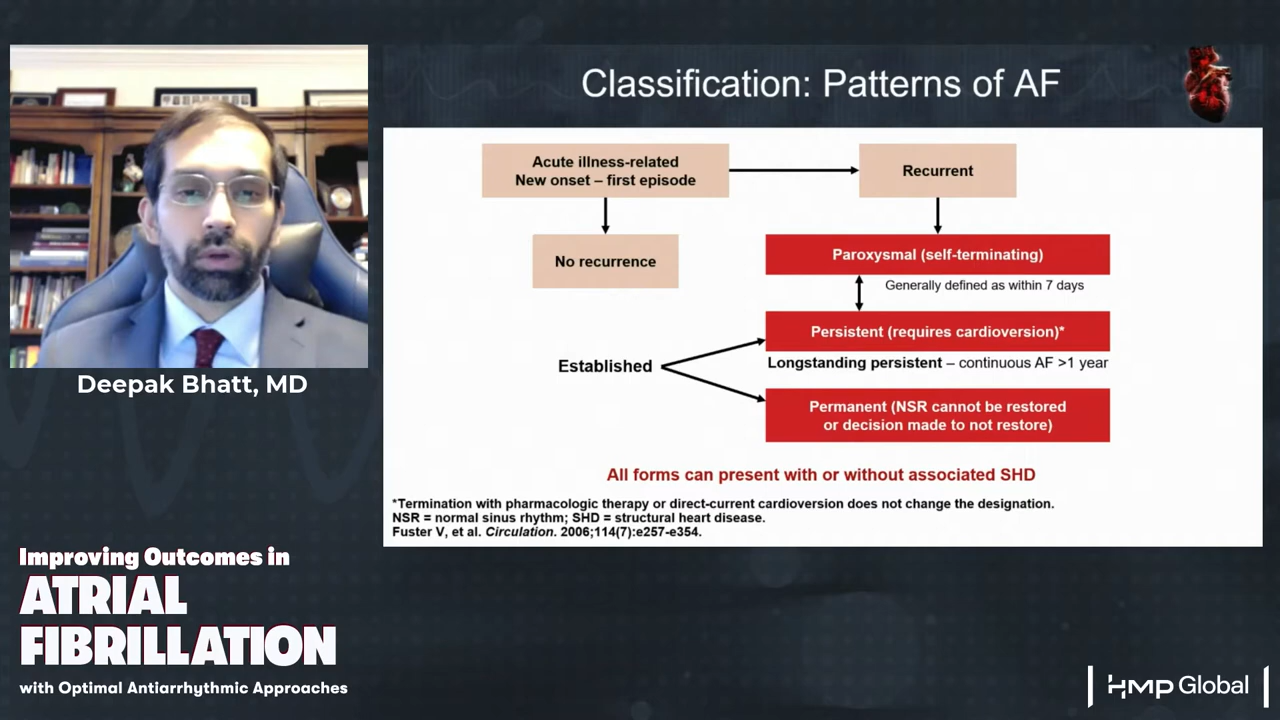 Deepak Bhatt, MD
Improving Outcomes in
ATRIAL
FIBRILLATION
with Optimal Antiarrhythmic Approaches
Classification: Patterns of AF
Acute illness-related
New onset – first episode
Recurrent
No recurrence
Paroxysmal (self-terminating)
Generally defined as within 7 days
Persistent (requires cardioversion)*
Established
Longstanding persistent – continuous AF >1 year
Permanent (NSR cannot be restored
or decision made to not restore)
All forms can present with or without associated SHD
*Termination with pharmacologic therapy or direct-current cardioversion does not change the designation.
NSR = normal sinus rhythm; SHD = structural heart disease.
Fuster V, et al. Circulation. 2006;114(7):e257-e354.
HMP Global